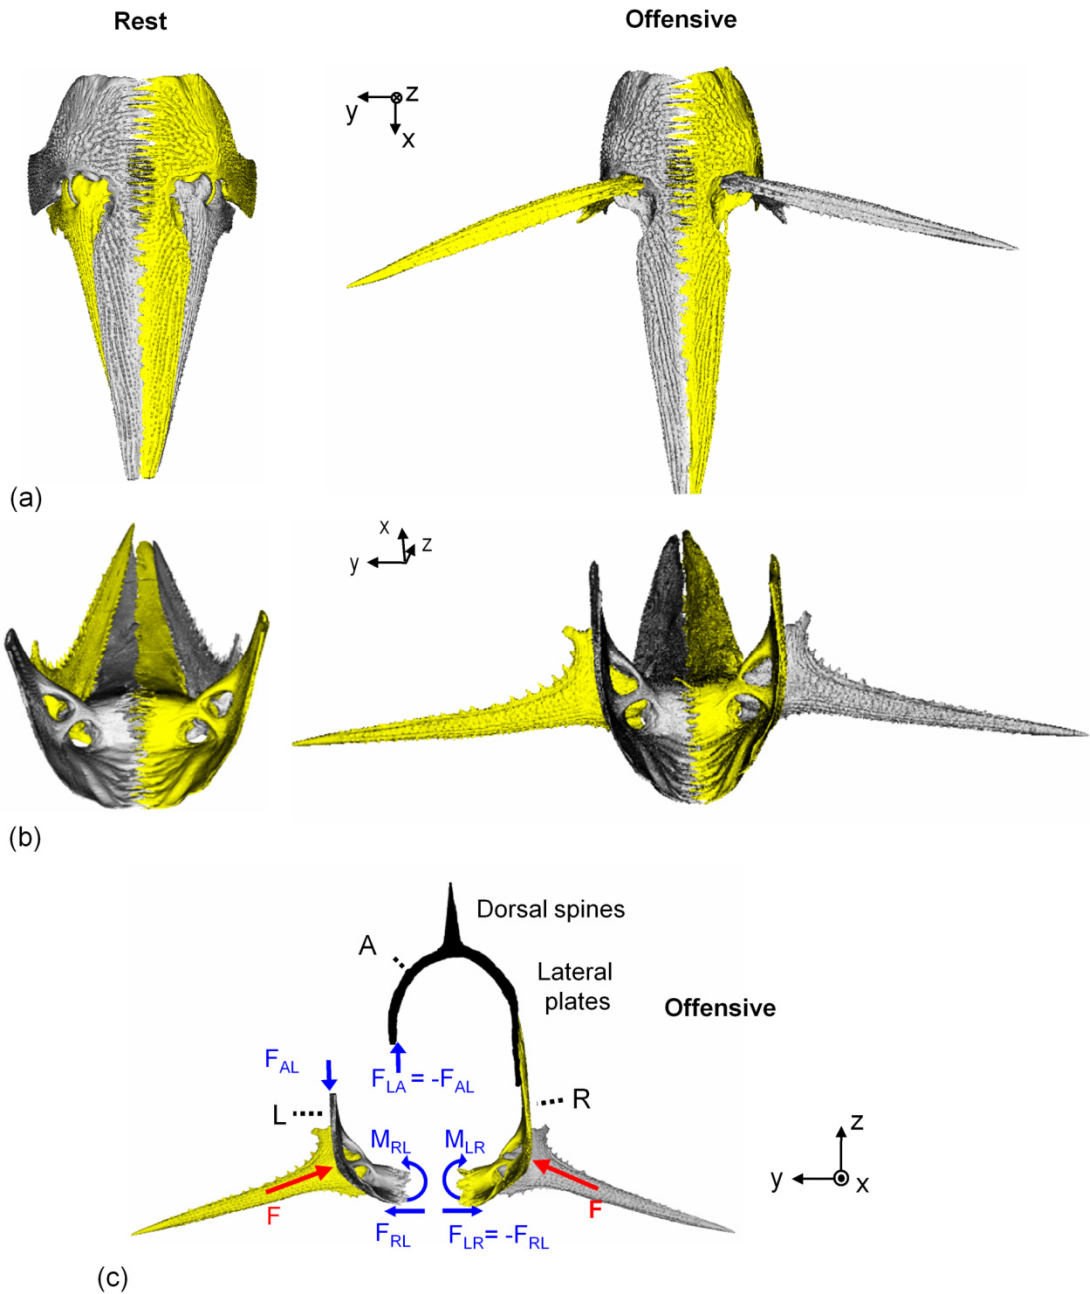 Rest
Offensive
z
y
x
(a)
x
z
y
(b)
Dorsal spines
A
Lateral
plates
Offensive
F_AL
F_LA = -F_AL
R
L
M_RL
M_LR
z
y
x
F
F
F_RL
F_LR = -F_RL
(c)